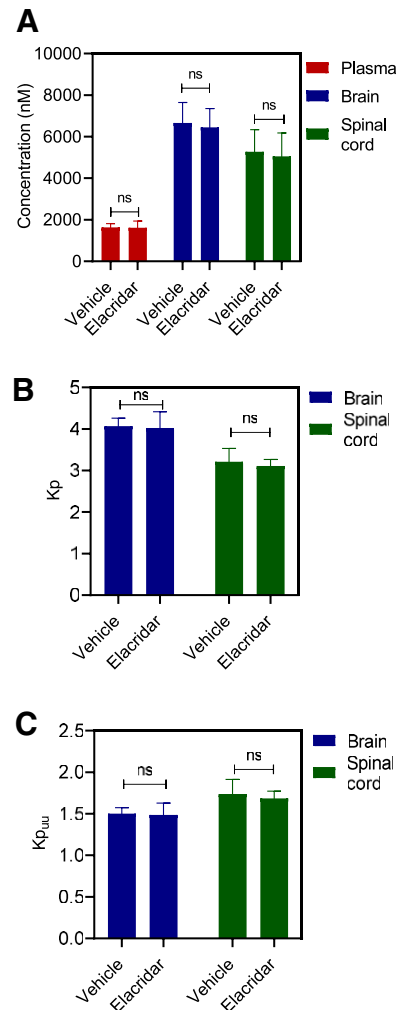 A
Concentration (nM)
10000
8000
6000
4000
2000
0
ns
ns
ns
Plasma
Brain
Spinal
cord
Vehicle
Elacridar
Vehicle
Elacridar
Vehicle
Elacridar
B
Kp
5
4
3
2
1
0
ns
ns
Brain
Spinal
cord
Vehicle
Elacridar
Vehicle
Elacridar
C
Kpuu
2.5
2.0
1.5
1.0
0.5
0.0
ns
ns
Brain
Spinal
cord
Vehicle
Elacridar
Vehicle
Elacridar